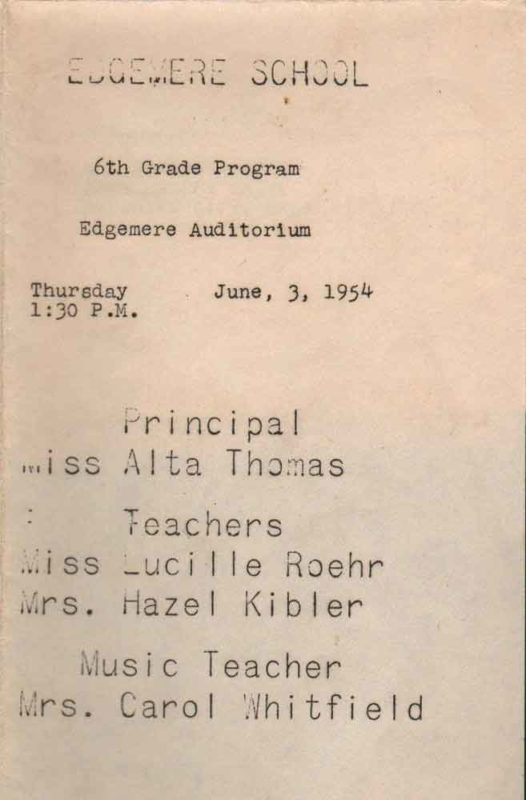 EDGEMERE SCHOOL
6th Grade Program
Edgemere Auditorium
Thursday June, 3, 1954
1:30 P.M.
Principal
Miss Alta Thomas
Teachers
Miss Lucille Roehr
Mrs. Hazel Kibler
Music Teacher
Mrs. Carol Whitfield